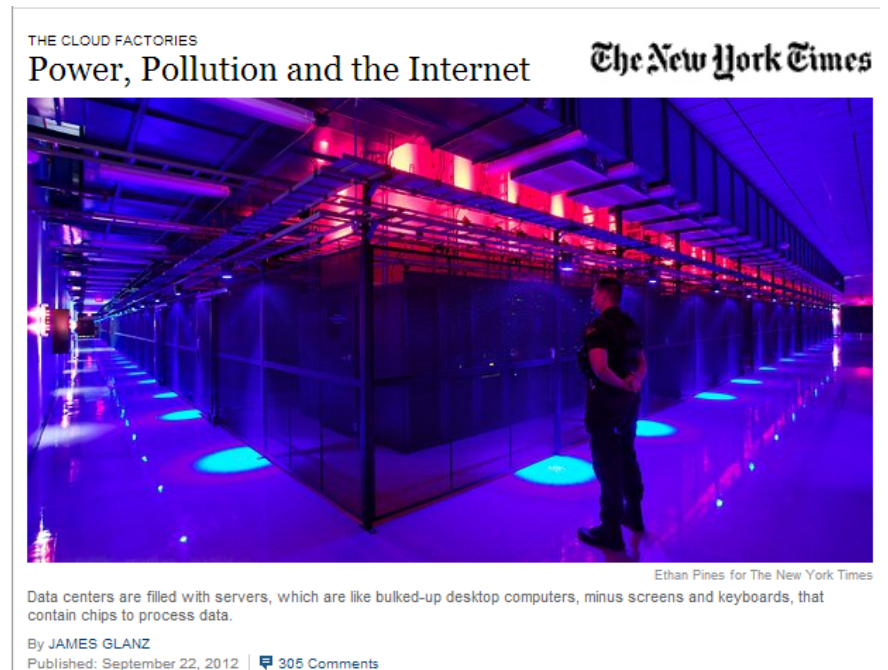 THE CLOUD FACTORIES
Power, Pollution and the Internet
The New York Times
Ethan Pines for The New York Times
Data centers are filled with servers, which are like bulked-up desktop computers, minus screens and keyboards, that
contain chips to process data.
By JAMES GLANZ
Published: September 22, 2012
305 Comments